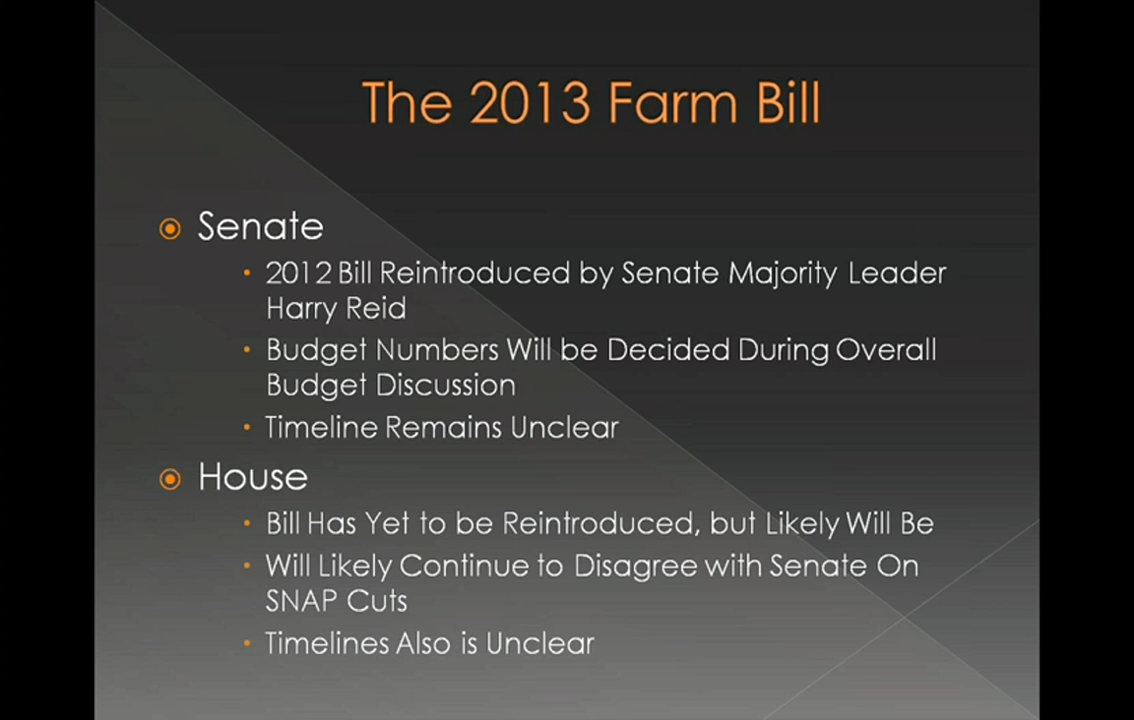 The 2013 Farm Bill
Senate
2012 Bill Reintroduced by Senate Majority Leader
Harry Reid
Budget Numbers Will be Decided During Overall
Budget Discussion
Timeline Remains Unclear
House
Bill Has Yet to be Reintroduced, but Likely Will Be
Will Likely Continue to Disagree with Senate On
SNAP Cuts
Timelines Also is Unclear